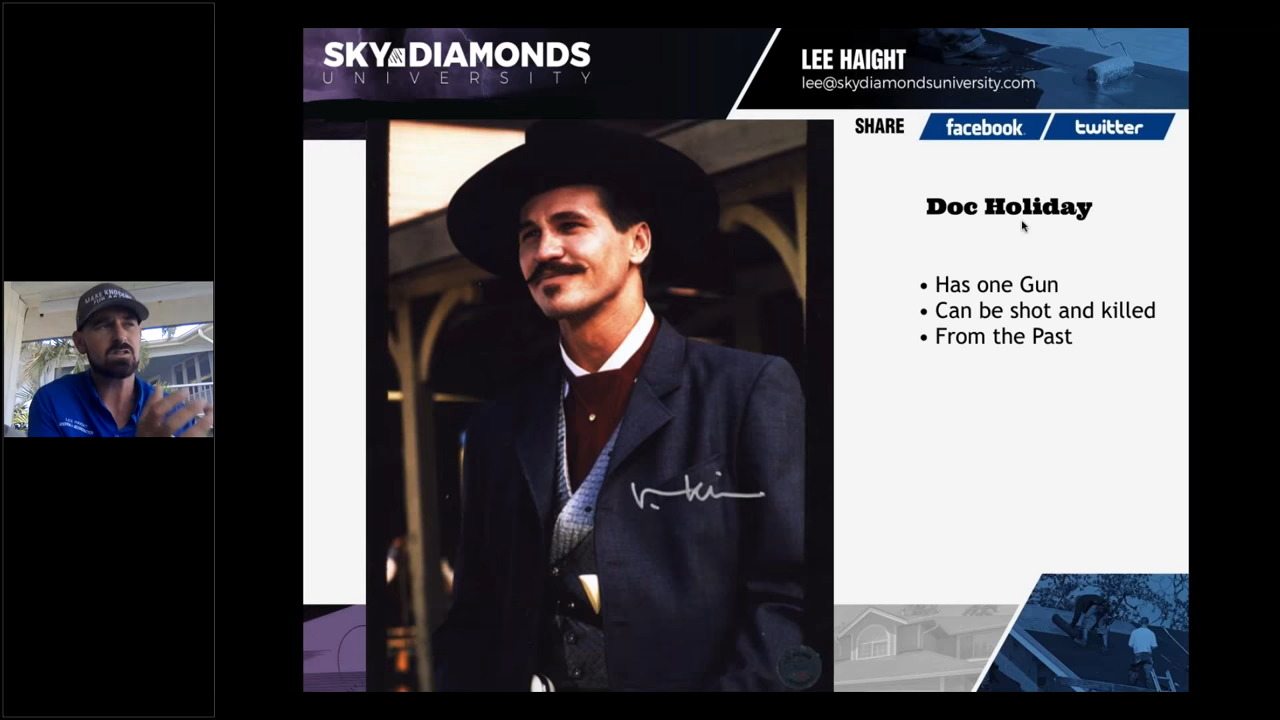 SKY DIAMONDS
UNIVERSITY
LEE HAIGHT
lee@skydiamondsuniversity.com
SHARE
facebook
twitter
Doc Holiday
• Has one Gun
• Can be shot and killed
• From the Past